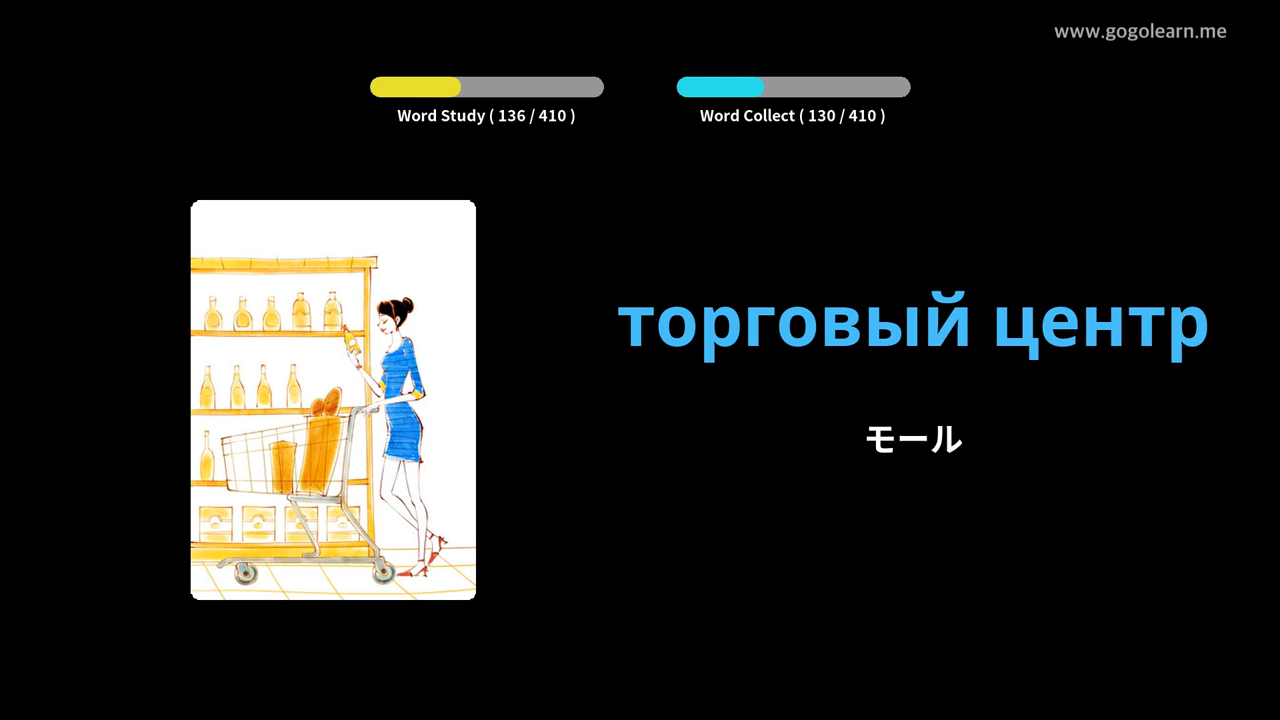 www.gogolearn.me
Word Study ( 136 / 410 )
Word Collect ( 130 / 410 )
торговый центр
モール